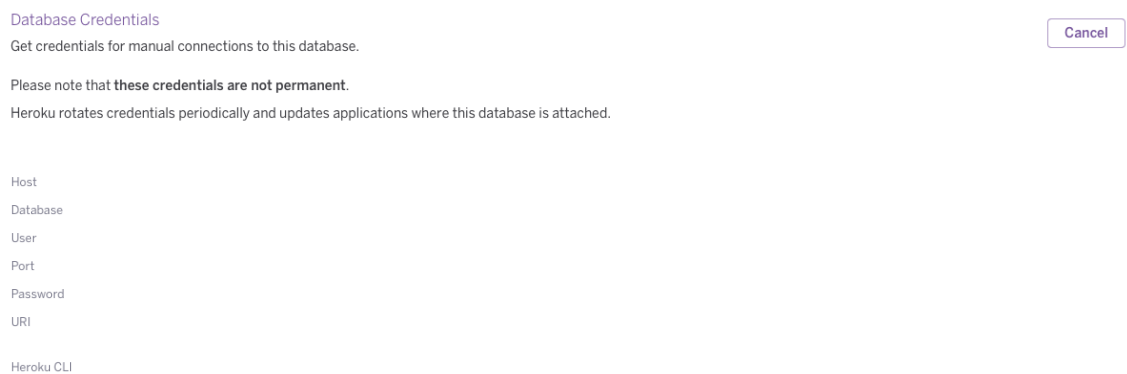 Database Credentials
Cancel
Get credentials for manual connections to this database.
Please note that these credentials are not permanent.
Heroku rotates credentials periodically and updates applications where this database is attached.
Host
Database
User
Port
Password
URI
Heroku CLI